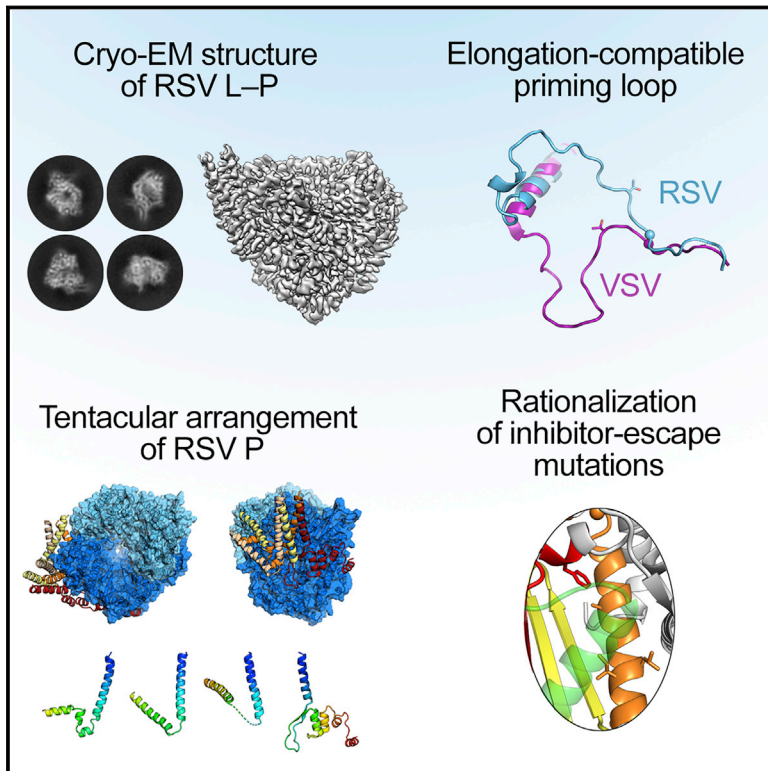 Cryo-EM structure
of RSV L–P
Elongation-compatible
priming loop
RSV
VSV
Tentacular arrangement
of RSV P
Rationalization
of inhibitor-escape
mutations